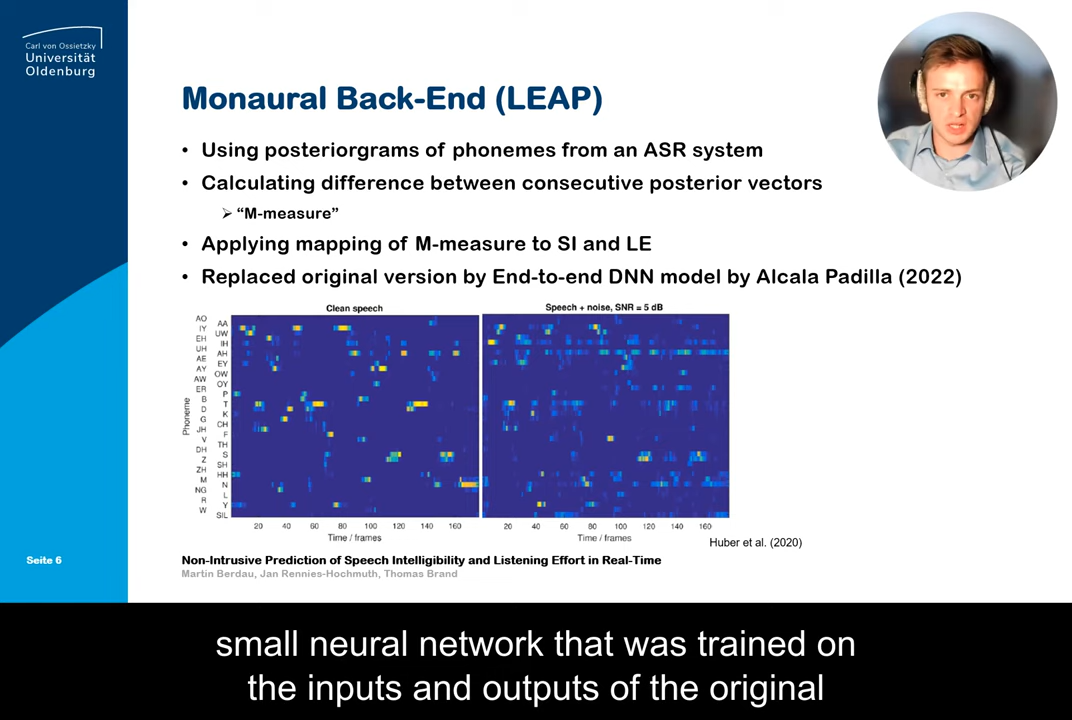 Carl von Ossietzky
Universität
Oldenburg
Monaural Back-End (LEAP)
• Using posteriorgrams of phonemes from an ASR system
• Calculating difference between consecutive posterior vectors
➢ “M-measure”
• Applying mapping of M-measure to SI and LE
• Replaced original version by End-to-end DNN model by Alcala Padilla (2022)
Clean speech
Speech + noise, SNR = 5 dB
Phoneme
AO
AA
IY
UW
EH
IH
UH
AH
AE
EY
AY
OW
AW
OY
ER
P
B
T
D
K
G
CH
JH
F
V
TH
DH
S
Z
SH
ZH
HH
M
N
NG
L
R
Y
W
SIL
20 40 60 80 100 120 140 160
20 40 60 80 100 120 140 160
Time / frames
Time / frames
Huber et al. (2020)
Seite 6
Non-Intrusive Prediction of Speech Intelligibility and Listening Effort in Real-Time
Martin Berdau, Jan Rennies-Hochmuth, Thomas Brand
small neural network that was trained on
the inputs and outputs of the original